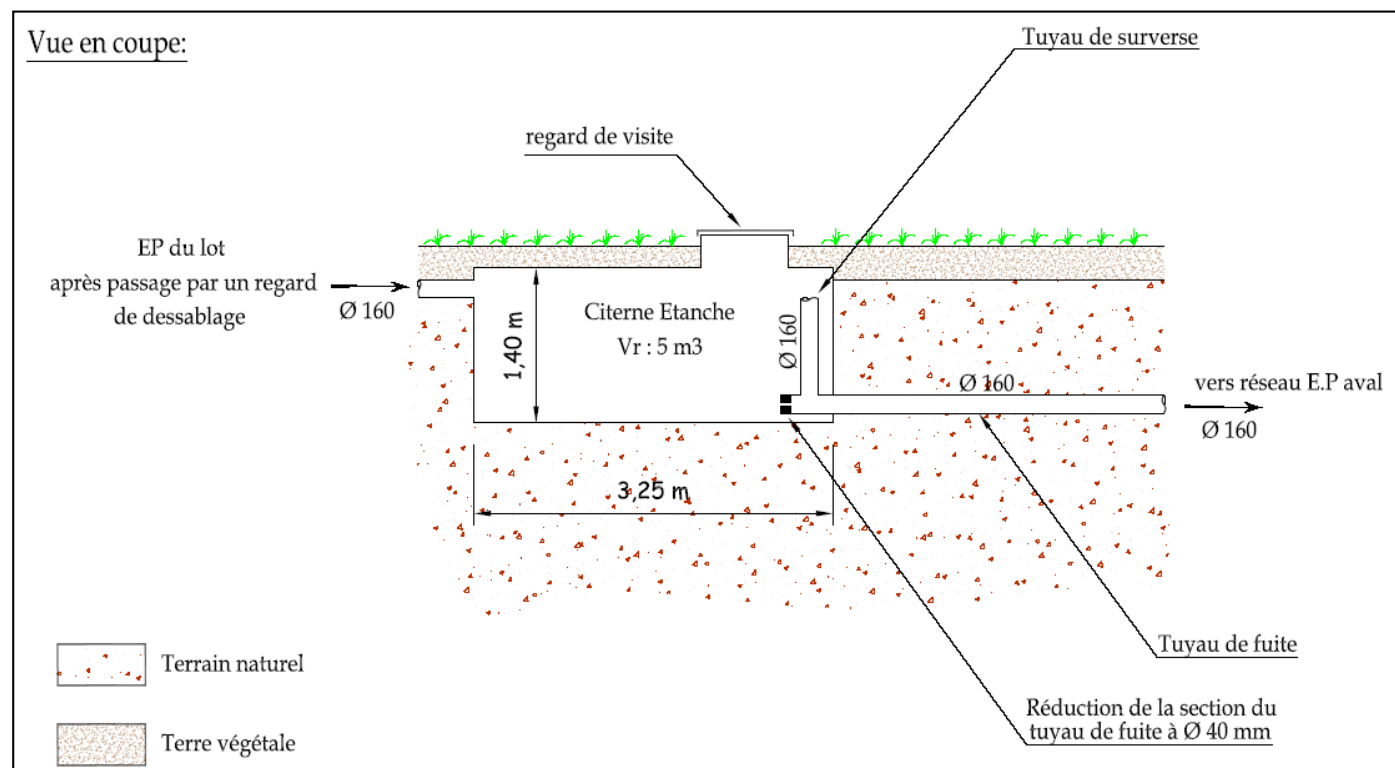 Vue en coupe:
Tuyau de surverse
regard de visite
EP du lot
après passage par un regard
de dessablage
Ø 160
1,40 m
Citerne Etanche
Vr : 5 m3
Ø 160
Ø 160
vers réseau E.P aval
Ø 160
3,25 m
Tuyau de fuite
Réduction de la section du
tuyau de fuite à Ø 40 mm
Terrain naturel
Terre végétale